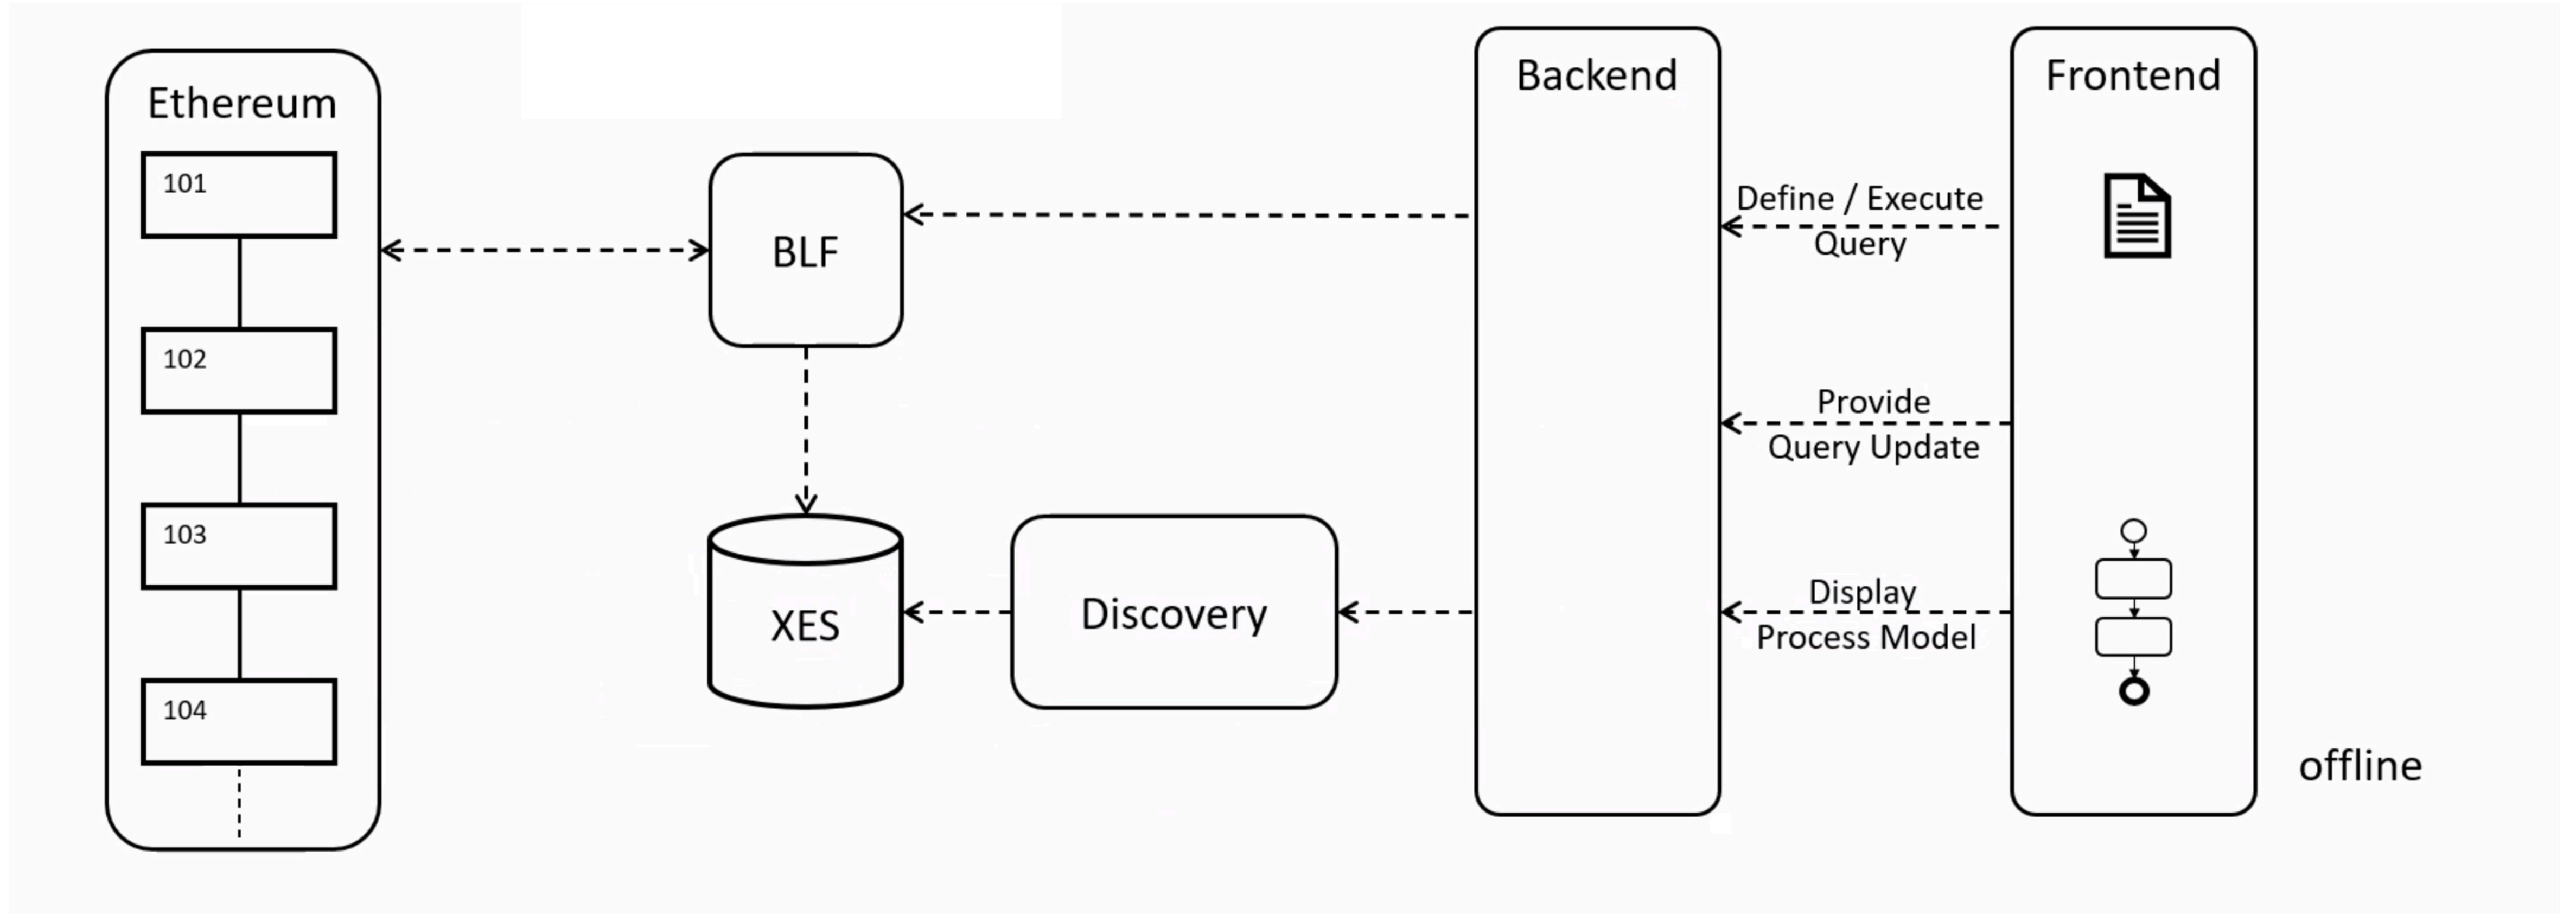 Ethereum
101
102
103
104
BLF
XES
Discovery
Backend
Define / Execute
Query
Provide
Query Update
Display
Process Model
Frontend
offline